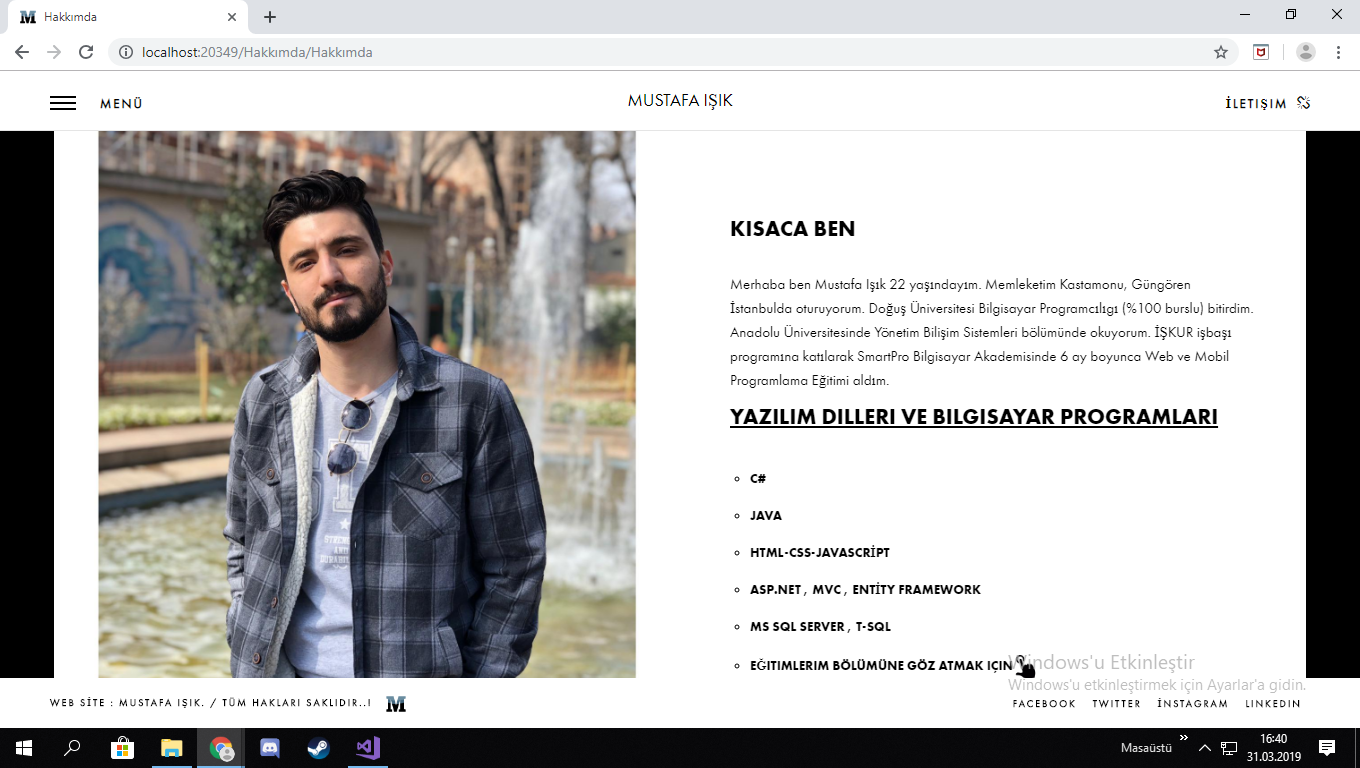 Hakkımda
localhost:20349/Hakkımda/Hakkımda
MENÜ
MUSTAFA IŞIK
İLETIŞIM
KISACA BEN
Merhaba ben Mustafa Işık 22 yaşındayım. Memleketim Kastamonu, Güngören
İstanbulda oturuyorum. Doğuş Üniversitesi Bilgisayar Programcılıgı (%100 burslu) bitirdim.
Anadolu Üniversitesinde Yönetim Bilişim Sistemleri bölümünde okuyorum. İŞKUR işbaşı
programına katılarak SmartPro Bilgisayar Akademisinde 6 ay boyunca Web ve Mobil
Programlama Eğitimi aldım.
YAZILIM DILLERI VE BILGISAYAR PROGRAMLARI
C#
JAVA
HTML-CSS-JAVASCRİPT
ASP.NET , MVC , ENTİTY FRAMEWORK
MS SQL SERVER , T-SQL
EĞITIMLERIM BÖLÜMÜNE GÖZ ATMAK IÇIN
Windows'u Etkinleştir
Windows'u etkinleştirmek için Ayarlar'a gidin.
WEB SİTE : MUSTAFA IŞIK. / TÜM HAKLARI SAKLIDIR..!
M
FACEBOOK TWITTER İNSTAGRAM LINKEDIN
Masaüstü
16:40
31.03.2019